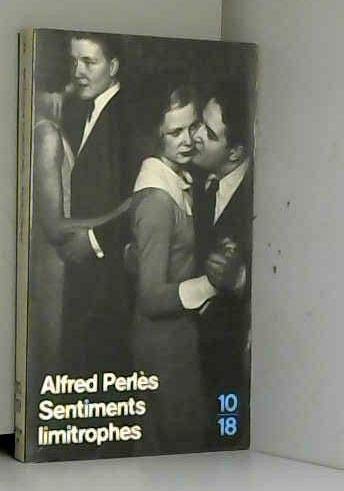 Alfred Perlès
Sentiments
limitrophes
10
18